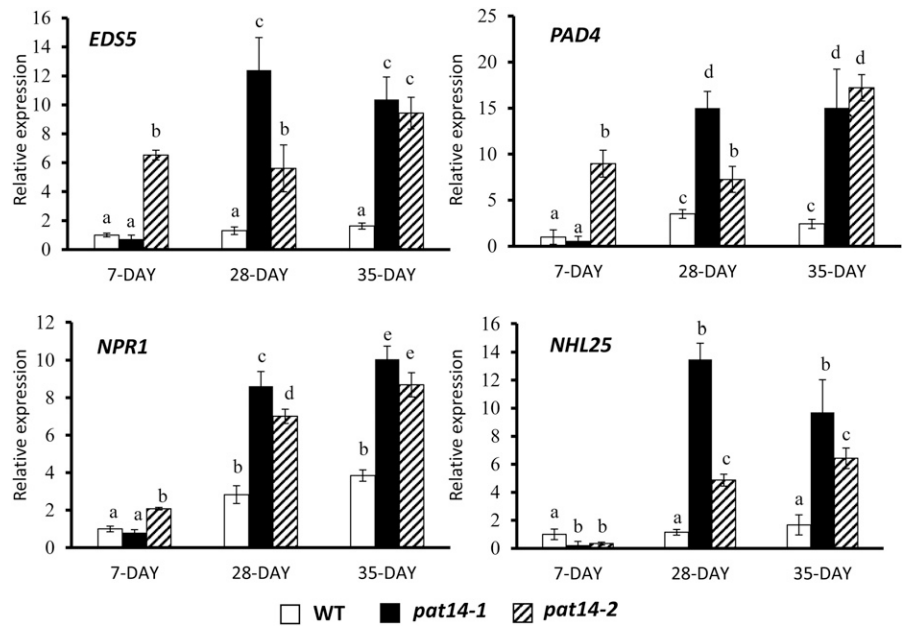 EDS5
Relative expression
16
14
12
10
8
6
4
2
0
a a b
a c b
a c c
7-DAY 28-DAY 35-DAY
PAD4
Relative expression
25
20
15
10
5
0
a a b
c d b
c d d
7-DAY 28-DAY 35-DAY
NPR1
Relative expression
12
10
8
6
4
2
0
a a b
b c d
b e e
7-DAY 28-DAY 35-DAY
NHL25
Relative expression
16
14
12
10
8
6
4
2
0
a b b
a b c
a b c
7-DAY 28-DAY 35-DAY
WT pat14-1 pat14-2